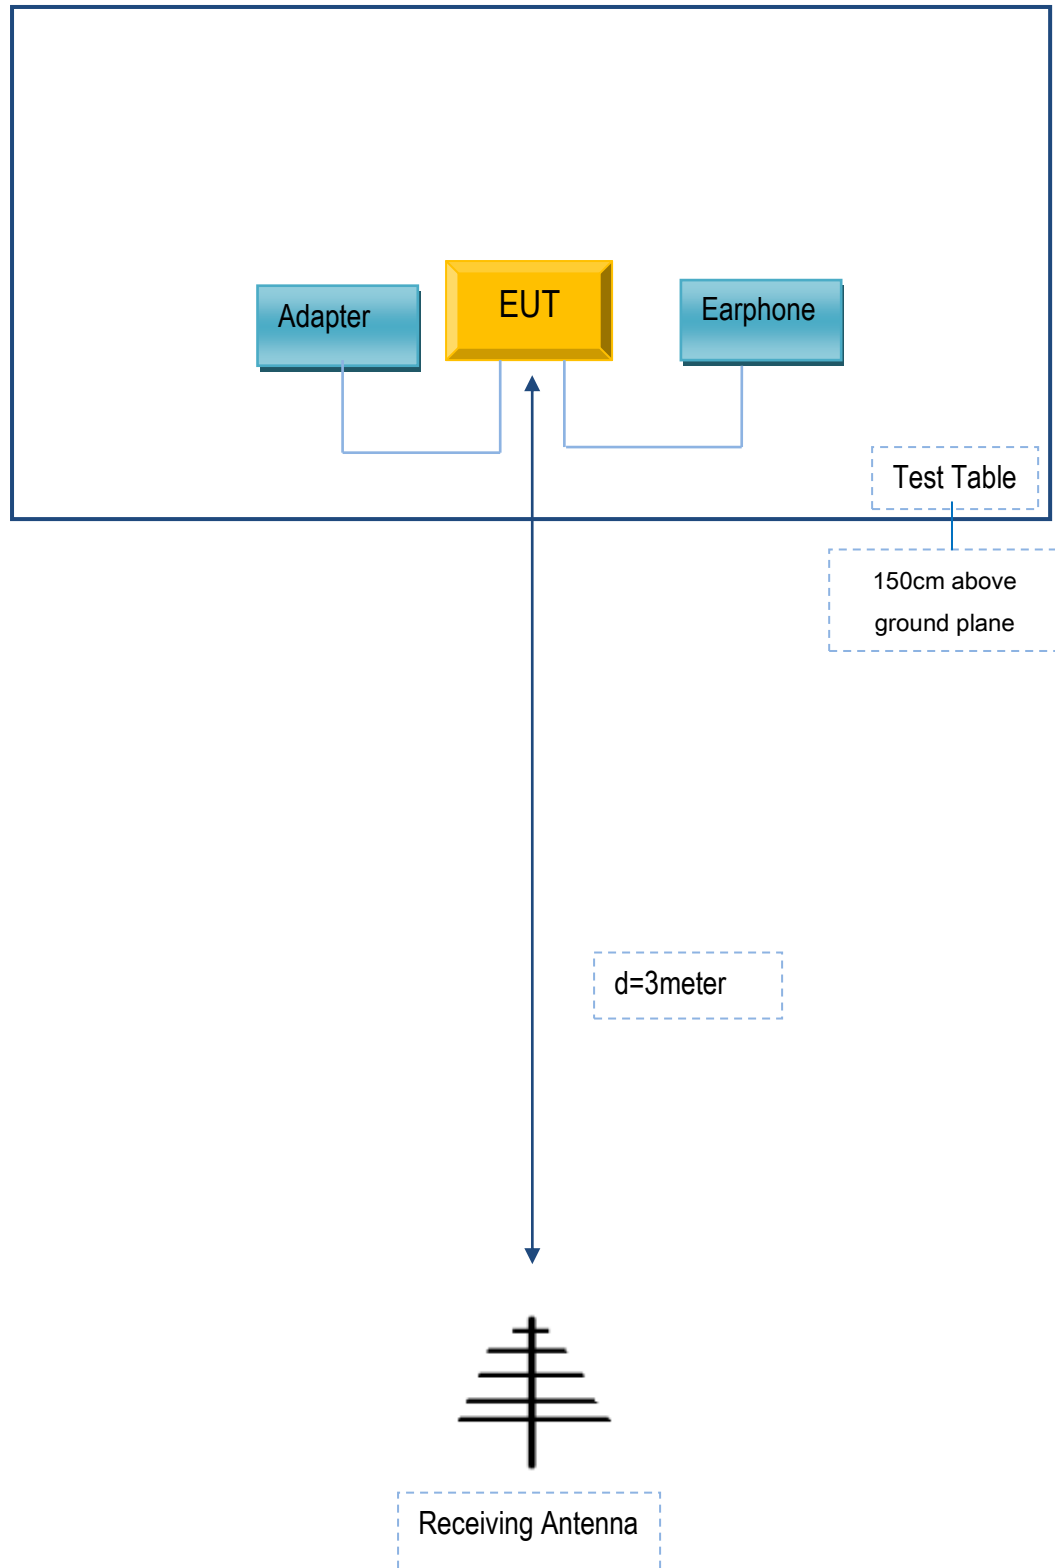 Adapter
EUT
Earphone
Test Table
150cm above
ground plane
d=3meter
Receiving Antenna